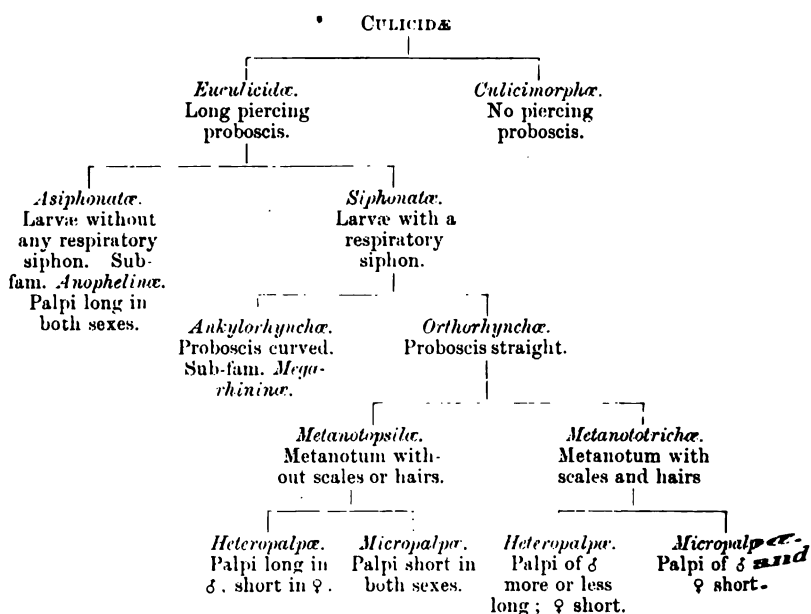 CULICIDÆ
Euculicidæ.
Long piercing
proboscis.
Culicimorphæ.
No piercing
proboscis.
Asiphonatæ.
Larvæ without
any respiratory
siphon. Sub-
fam. Anophelinæ.
Palpi long in
both sexes.
Siphonatæ.
Larvæ with a
respiratory
siphon.
Ankylorhynchæ.
Proboscis curved.
Sub-fam. Mega-
rhininæ.
Orthorhynchæ.
Proboscis straight.
Metanotopsilæ.
Metanotum with-
out scales or hairs.
Metanototrichæ.
Metanotum with
scales and hairs
Heteropalpæ.
Palpi long in
♂, short in ♀.
Micropalpæ.
Palpi short in
both sexes.
Heteropalpæ.
Palpi of ♂
more or less
long; ♀ short.
Micropalpæ.
Palpi of ♂ and
♀ short.